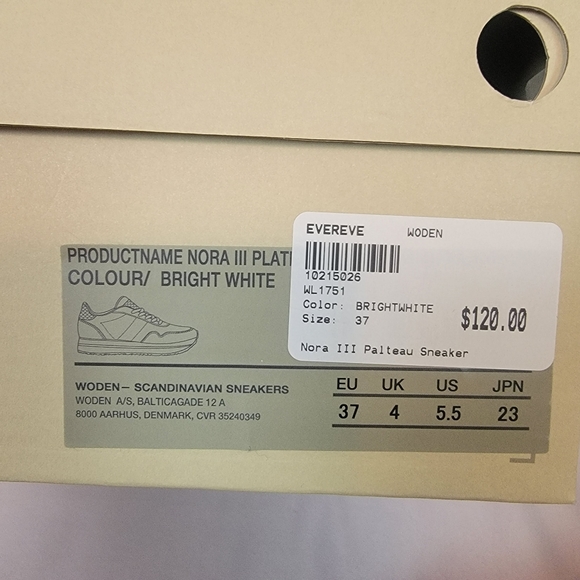 EVEREVE WODEN
10215026
WL1751
Color: BRIGHTWHITE
Size: 37
$120.00
Nora III Palteau Sneaker
PRODUCTNAME NORA III
COLOUR/ BRIGHT WHITE
WODEN– SCANDINAVIAN SNEAKERS
WODEN A/S, BALTICAGADE 12 A
8000 AARHUS, DENMARK, CVR 35240349
EU UK US JPN
37 4 5.5 23